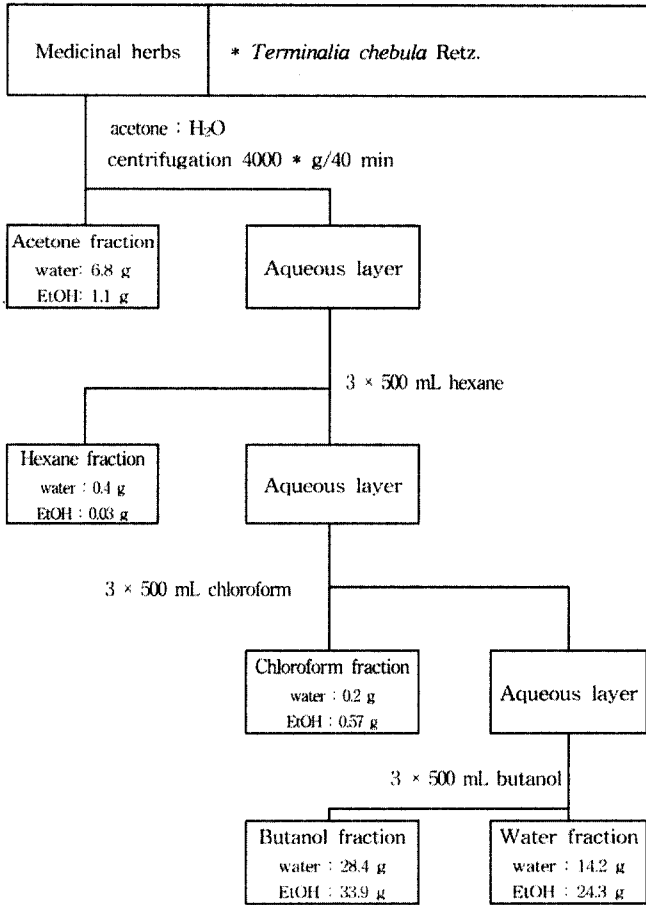 Medicinal herbs
* Terminalia chebula Retz.
acetone : H₂O
centrifugation 4000 * g/40 min
Acetone fraction
water: 6.8 g
EtOH: 1.1 g
Aqueous layer
3 × 500 mL hexane
Hexane fraction
water : 0.4 g
EtOH : 0.03 g
Aqueous layer
3 × 500 mL chloroform
Chloroform fraction
water : 0.2 g
EtOH : 0.57 g
Aqueous layer
3 × 500 mL butanol
Butanol fraction
water : 28.4 g
EtOH : 33.9 g
Water fraction
water : 14.2 g
EtOH : 24.3 g